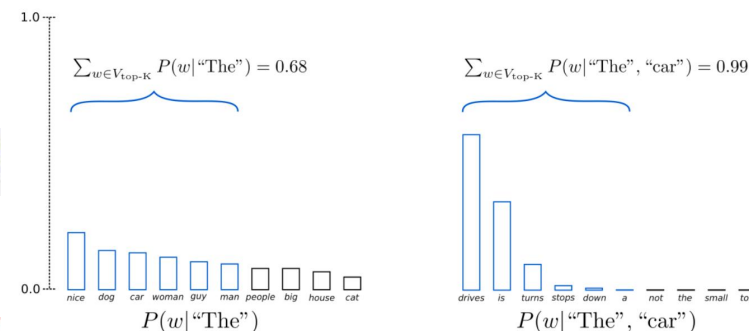 1.0
∑w∈Vtop-K P(w|“The”) = 0.68
∑w∈Vtop-K P(w|“The”, “car”) = 0.99
0.0
nice dog car woman guy man people big house cat
drives is turns stops down a not the small to
P(w|“The”)
P(w|“The”, “car”)